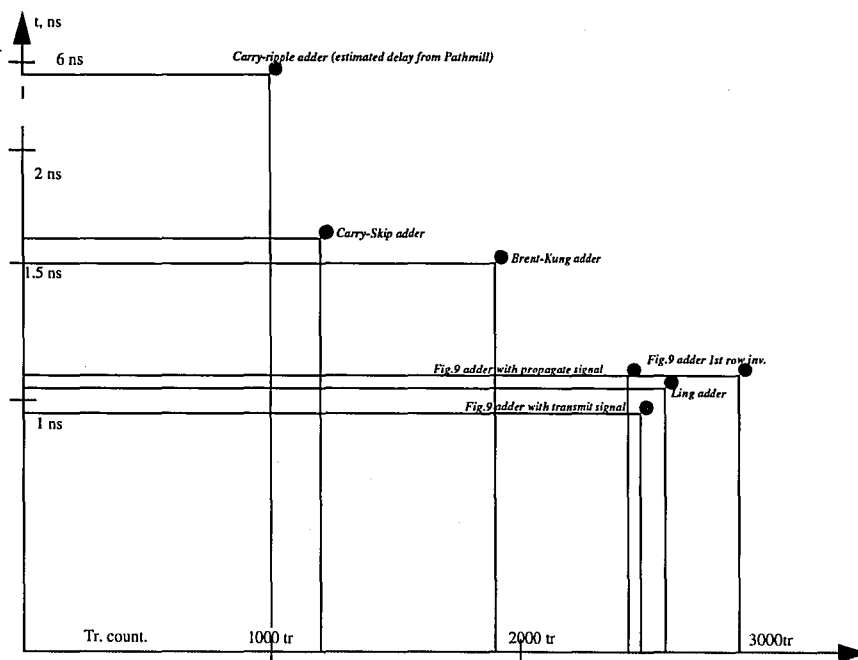 t, ns
6 ns
Carry-ripple adder (estimated delay from Pathmill)
2 ns
Carry-Skip adder
Brent-Kung adder
1.5 ns
Fig.9 adder 1st row inv.
Fig.9 adder with propagate signal
Ling adder
Fig.9 adder with transmit signal
1 ns
Tr. count.
1000 tr
2000 tr
3000tr